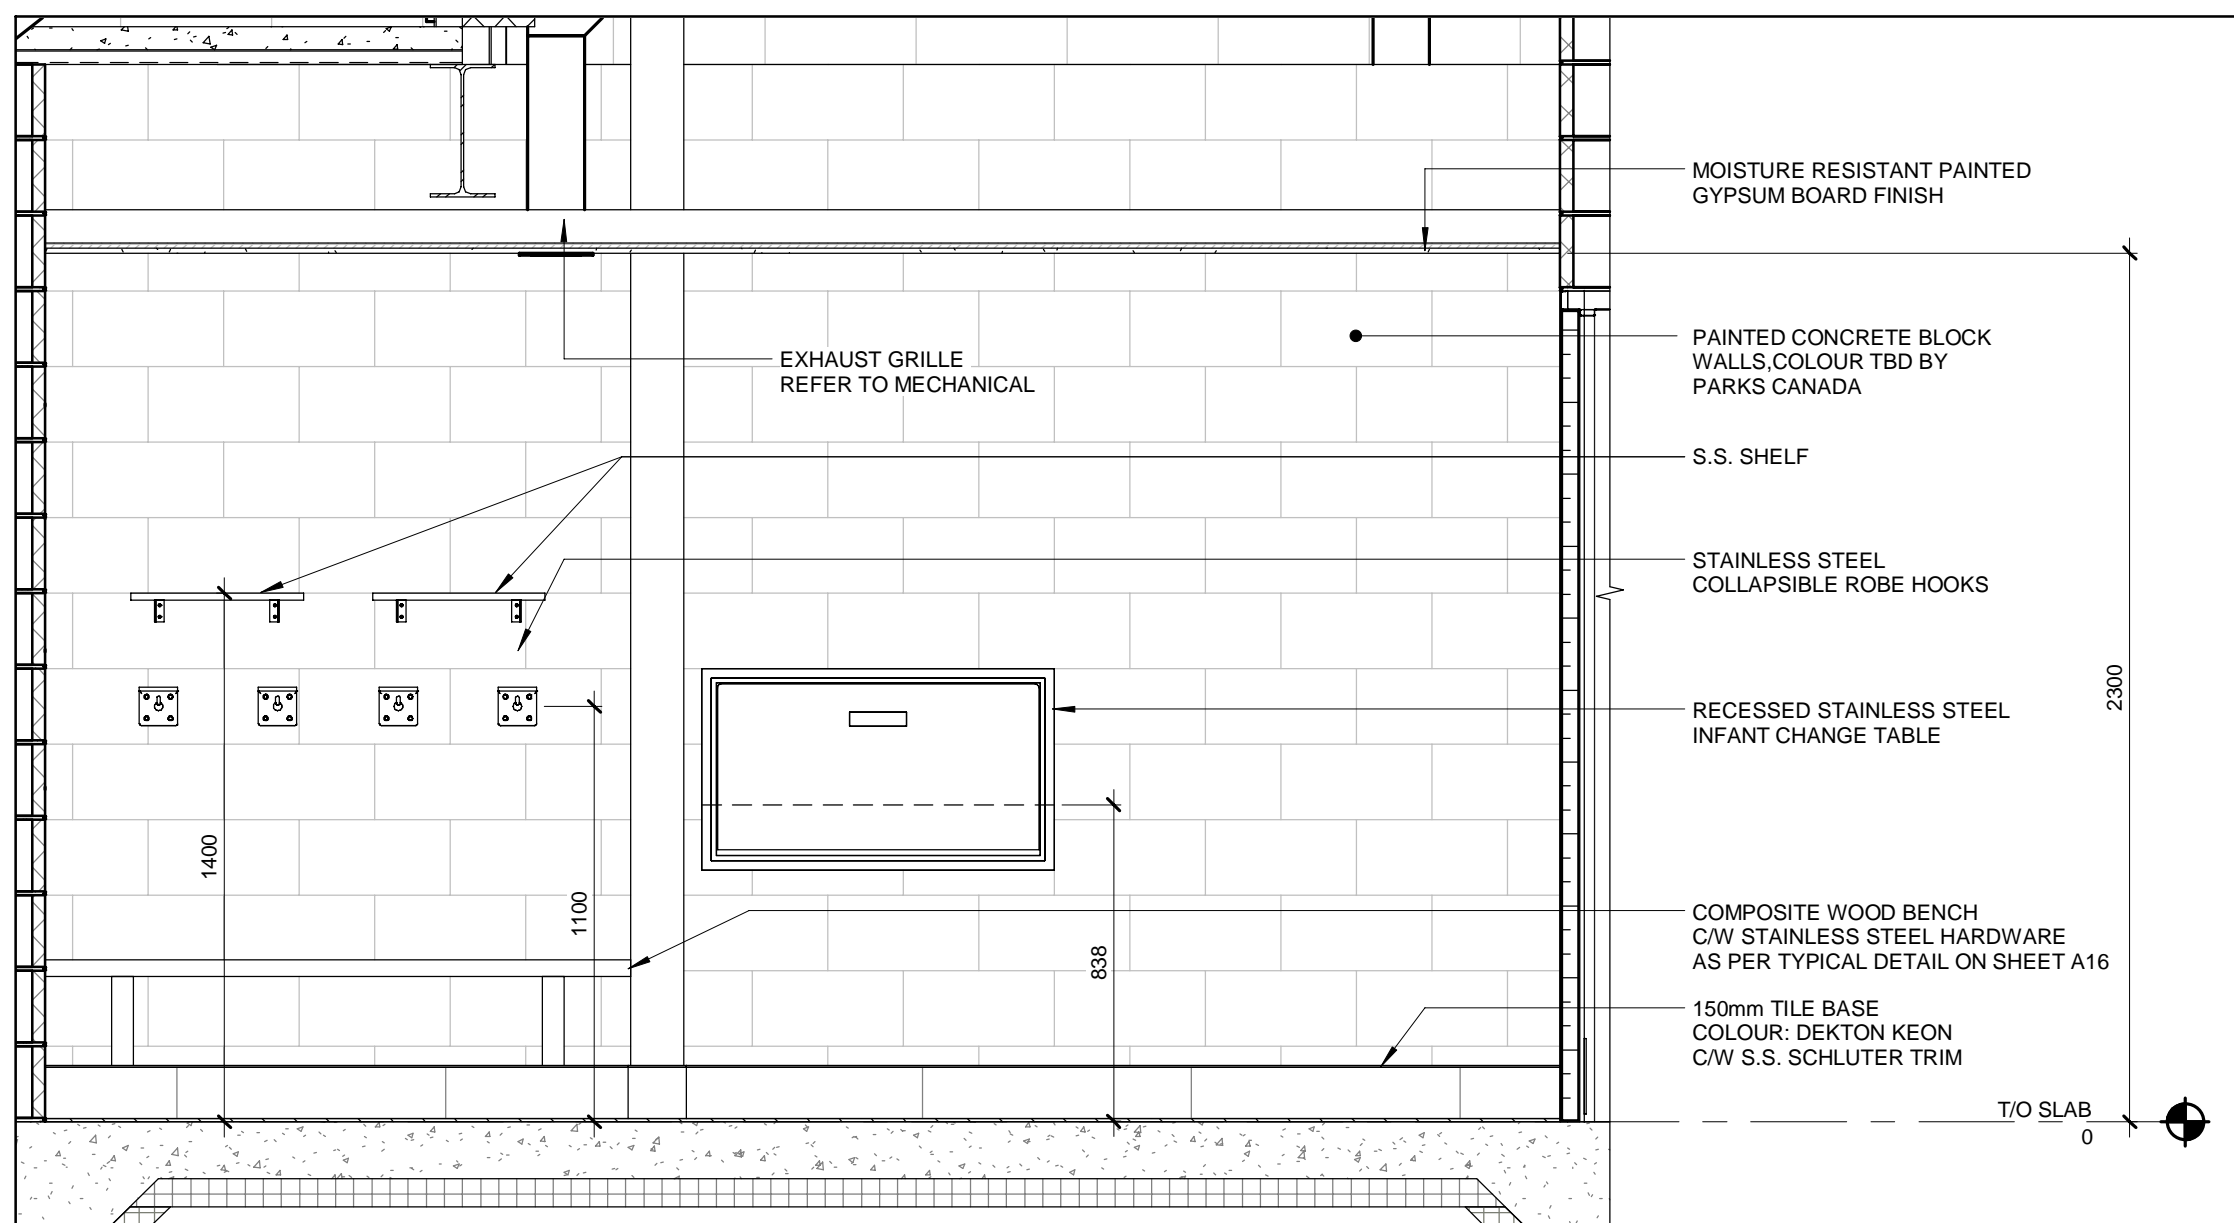 MOISTURE RESISTANT PAINTED
GYPSUM BOARD FINISH
EXHAUST GRILLE
REFER TO MECHANICAL
PAINTED CONCRETE BLOCK
WALLS,COLOUR TBD BY
PARKS CANADA
S.S. SHELF
STAINLESS STEEL
COLLAPSIBLE ROBE HOOKS
RECESSED STAINLESS STEEL
INFANT CHANGE TABLE
2300
1400
1100
838
COMPOSITE WOOD BENCH
C/W STAINLESS STEEL HARDWARE
AS PER TYPICAL DETAIL ON SHEET A16
150mm TILE BASE
COLOUR: DEKTON KEON
C/W S.S. SCHLUTER TRIM
T/O SLAB
0